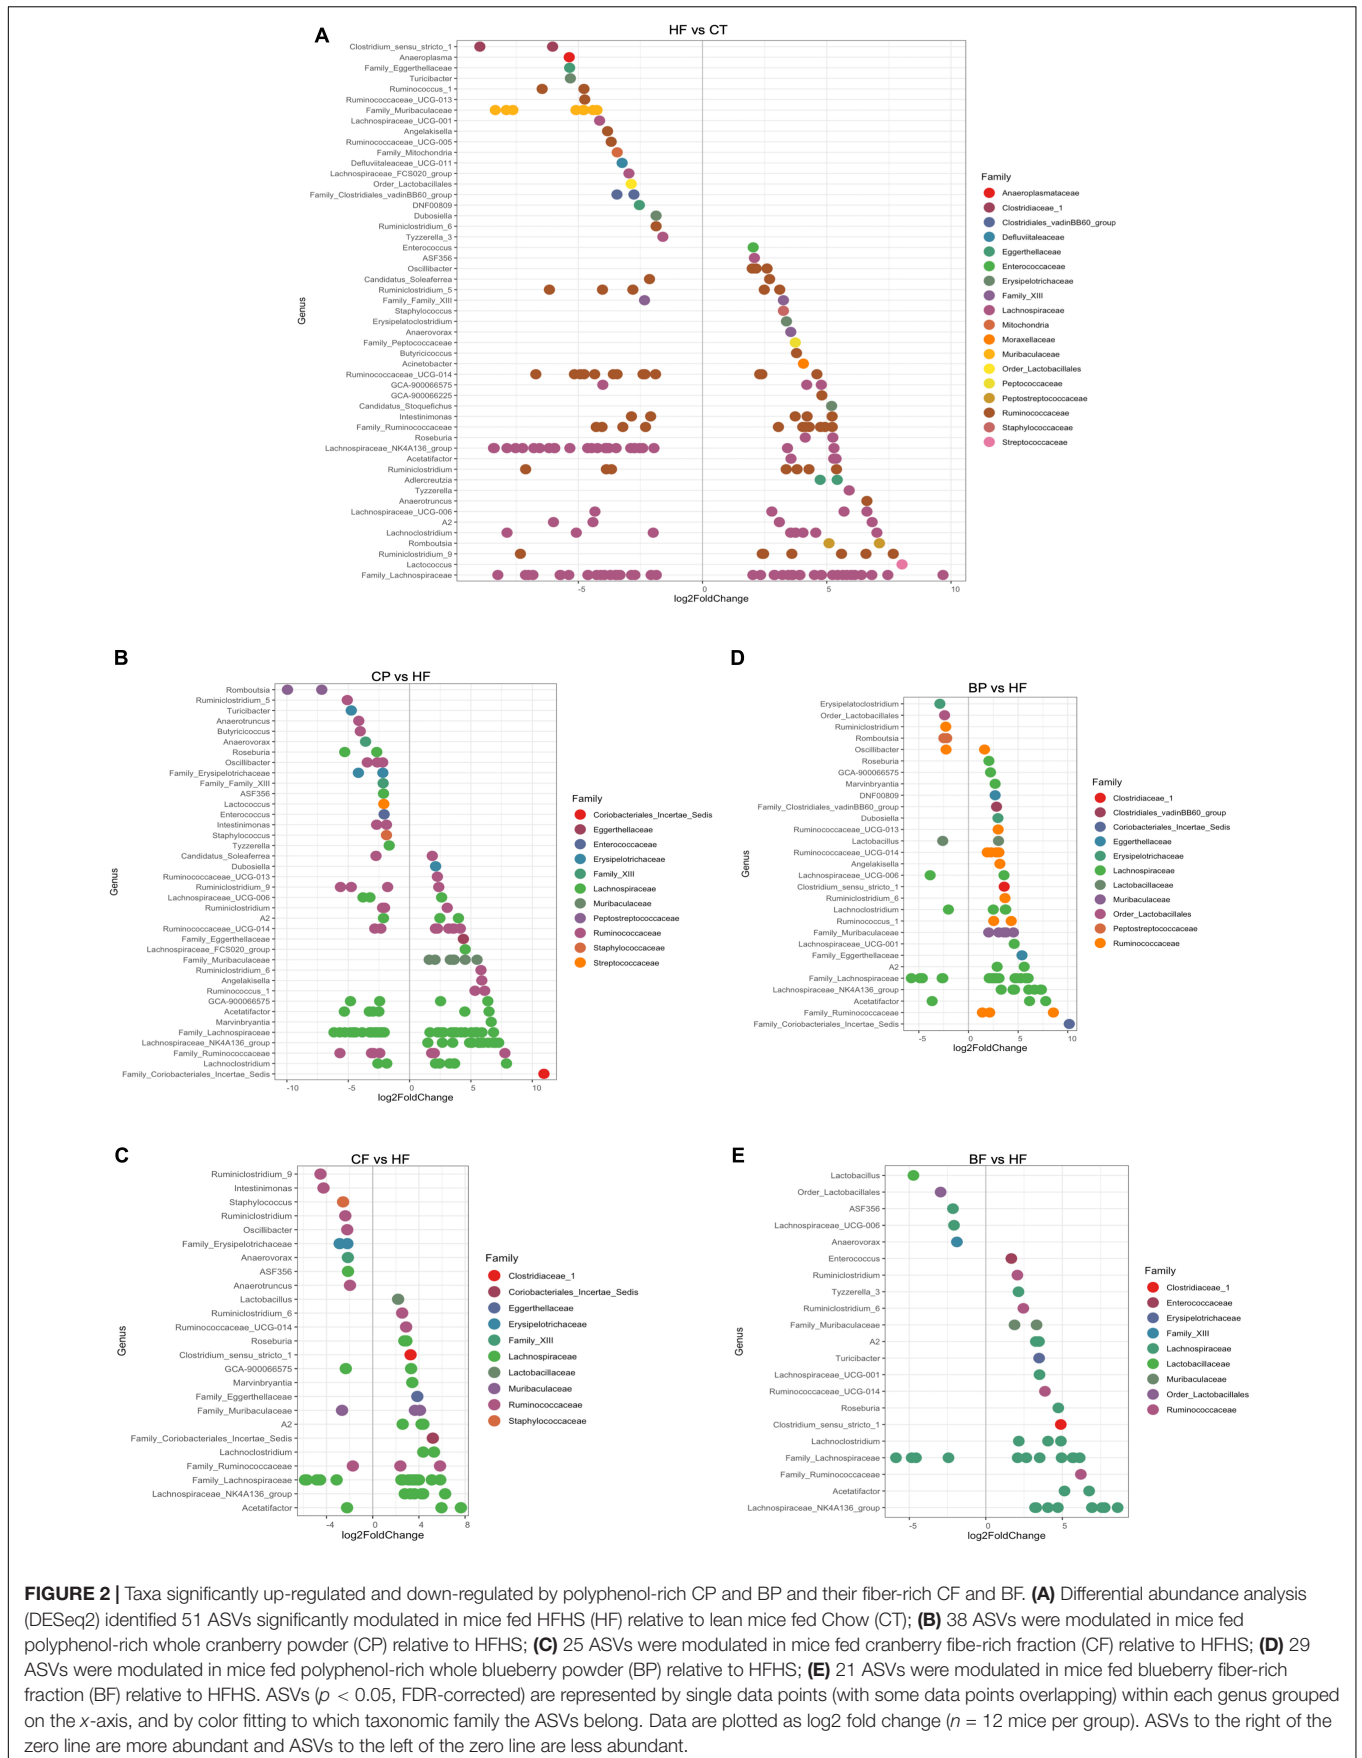 A
HF vs CT
Genus
Clostridium_sensu_stricto_1
Anaeroplasma
Family_Eggerthellaceae
Turicibacter
Ruminococcus_1
Ruminococcaceae_UCG-013
Family_Muribaculaceae
Lachnospiraceae_UCG-001
Angelakisella
Ruminococcaceae_UCG-005
Family_Mitochondria
Defluviitaleaceae_UCG-011
Lachnospiraceae_FCS020_group
Order_Lactobacillales
Family_Clostridiales_vadinBB60_group
DNF00809
Dubosiella
Ruminiclostridium_6
Tyzzerella_3
Enterococcus
ASF356
Oscillibacter
Candidatus_Soleaferrea
Ruminiclostridium_5
Family_Family_XIII
Staphylococcus
Erysipelatoclostridium
Anaerovorax
Family_Peptococcaceae
Butyricicoccus
Acinetobacter
Ruminococcaceae_UCG-014
GCA-900066575
GCA-900066225
Candidatus_Stoquefichus
Intestinimonas
Family_Ruminococcaceae
Roseburia
Lachnospiraceae_NK4A136_group
Acetatifactor
Ruminiclostridium
Adlercreutzia
Tyzzerella
Anaerotruncus
Lachnospiraceae_UCG-006
A2
Lachnoclostridium
Romboutsia
Ruminiclostridium_9
Lactococcus
Family_Lachnospiraceae
-5 0 5 10
log2FoldChange
Family
Anaeroplasmataceae
Clostridiaceae_1
Clostridiales_vadinBB60_group
Defluviitaleaceae
Eggerthellaceae
Enterococcaceae
Erysipelotrichaceae
Family_XIII
Lachnospiraceae
Mitochondria
Moraxellaceae
Muribaculaceae
Order_Lactobacillales
Peptococcaceae
Peptostreptococcaceae
Ruminococcaceae
Staphylococcaceae
Streptococcaceae
B
CP vs HF
Genus
Romboutsia
Ruminiclostridium_5
Turicibacter
Anaerotruncus
Butyricicoccus
Anaerovorax
Roseburia
Oscillibacter
Family_Erysipelotrichaceae
Family_Family_XIII
ASF356
Lactococcus
Enterococcus
Intestinimonas
Staphylococcus
Tyzzerella
Candidatus_Soleaferrea
Dubosiella
Ruminococcaceae_UCG-013
Ruminiclostridium_9
Lachnospiraceae_UCG-006
Ruminiclostridium
A2
Ruminococcaceae_UCG-014
Family_Eggerthellaceae
Lachnospiraceae_FCS020_group
Family_Muribaculaceae
Ruminiclostridium_6
Angelakisella
Ruminococcus_1
GCA-900066575
Acetatifactor
Marvinbryantia
Family_Lachnospiraceae
Lachnospiraceae_NK4A136_group
Family_Ruminococcaceae
Lachnoclostridium
Family_Coriobacteriales_Incertae_Sedis
-10 -5 0 5 10
log2FoldChange
Family
Coriobacteriales_Incertae_Sedis
Eggerthellaceae
Enterococcaceae
Erysipelotrichaceae
Family_XIII
Lachnospiraceae
Muribaculaceae
Peptostreptococcaceae
Ruminococcaceae
Staphylococcaceae
Streptococcaceae
D
BP vs HF
Genus
Erysipelatoclostridium
Order_Lactobacillales
Ruminiclostridium
Romboutsia
Oscillibacter
Roseburia
GCA-900066575
Marvinbryantia
DNF00809
Family_Clostridiales_vadinBB60_group
Dubosiella
Ruminococcaceae_UCG-013
Lactobacillus
Ruminococcaceae_UCG-014
Angelakisella
Lachnospiraceae_UCG-006
Clostridium_sensu_stricto_1
Ruminiclostridium_6
Lachnoclostridium
Ruminococcus_1
Family_Muribaculaceae
Lachnospiraceae_UCG-001
Family_Eggerthellaceae
A2
Family_Lachnospiraceae
Lachnospiraceae_NK4A136_group
Acetatifactor
Family_Ruminococcaceae
Family_Coriobacteriales_Incertae_Sedis
-5 0 5 10
log2FoldChange
Family
Clostridiaceae_1
Clostridiales_vadinBB60_group
Coriobacteriales_Incertae_Sedis
Eggerthellaceae
Erysipelotrichaceae
Lachnospiraceae
Lactobacillaceae
Muribaculaceae
Order_Lactobacillales
Peptostreptococcaceae
Ruminococcaceae
C
CF vs HF
Genus
Ruminiclostridium_9
Intestinimonas
Staphylococcus
Ruminiclostridium
Oscillibacter
Family_Erysipelotrichaceae
Anaerovorax
ASF356
Anaerotruncus
Lactobacillus
Ruminiclostridium_6
Ruminococcaceae_UCG-014
Roseburia
Clostridium_sensu_stricto_1
GCA-900066575
Marvinbryantia
Family_Eggerthellaceae
Family_Muribaculaceae
A2
Family_Coriobacteriales_Incertae_Sedis
Lachnoclostridium
Family_Ruminococcaceae
Family_Lachnospiraceae
Lachnospiraceae_NK4A136_group
Acetatifactor
-4 0 4 8
log2FoldChange
Family
Clostridiaceae_1
Coriobacteriales_Incertae_Sedis
Eggerthellaceae
Erysipelotrichaceae
Family_XIII
Lachnospiraceae
Lactobacillaceae
Muribaculaceae
Ruminococcaceae
Staphylococcaceae
E
BF vs HF
Genus
Lactobacillus
Order_Lactobacillales
ASF356
Lachnospiraceae_UCG-006
Anaerovorax
Enterococcus
Ruminiclostridium
Tyzzerella_3
Ruminiclostridium_6
Family_Muribaculaceae
A2
Turicibacter
Lachnospiraceae_UCG-001
Ruminococcaceae_UCG-014
Roseburia
Clostridium_sensu_stricto_1
Lachnoclostridium
Family_Lachnospiraceae
Family_Ruminococcaceae
Acetatifactor
Lachnospiraceae_NK4A136_group
-5 0 5
log2FoldChange
Family
Clostridiaceae_1
Enterococcaceae
Erysipelotrichaceae
Family_XIII
Lachnospiraceae
Lactobacillaceae
Muribaculaceae
Order_Lactobacillales
Ruminococcaceae
FIGURE 2 | Taxa significantly up-regulated and down-regulated by polyphenol-rich CP and BP and their fiber-rich CF and BF. (A) Differential abundance analysis
(DESeq2) identified 51 ASVs significantly modulated in mice fed HFHS (HF) relative to lean mice fed Chow (CT); (B) 38 ASVs were modulated in mice fed
polyphenol-rich whole cranberry powder (CP) relative to HFHS; (C) 25 ASVs were modulated in mice fed cranberry fibe-rich fraction (CF) relative to HFHS; (D) 29
ASVs were modulated in mice fed polyphenol-rich whole blueberry powder (BP) relative to HFHS; (E) 21 ASVs were modulated in mice fed blueberry fiber-rich
fraction (BF) relative to HFHS. ASVs (p < 0.05, FDR-corrected) are represented by single data points (with some data points overlapping) within each genus grouped
on the x-axis, and by color fitting to which taxonomic family the ASVs belong. Data are plotted as log2 fold change (n = 12 mice per group). ASVs to the right of the
zero line are more abundant and ASVs to the left of the zero line are less abundant.